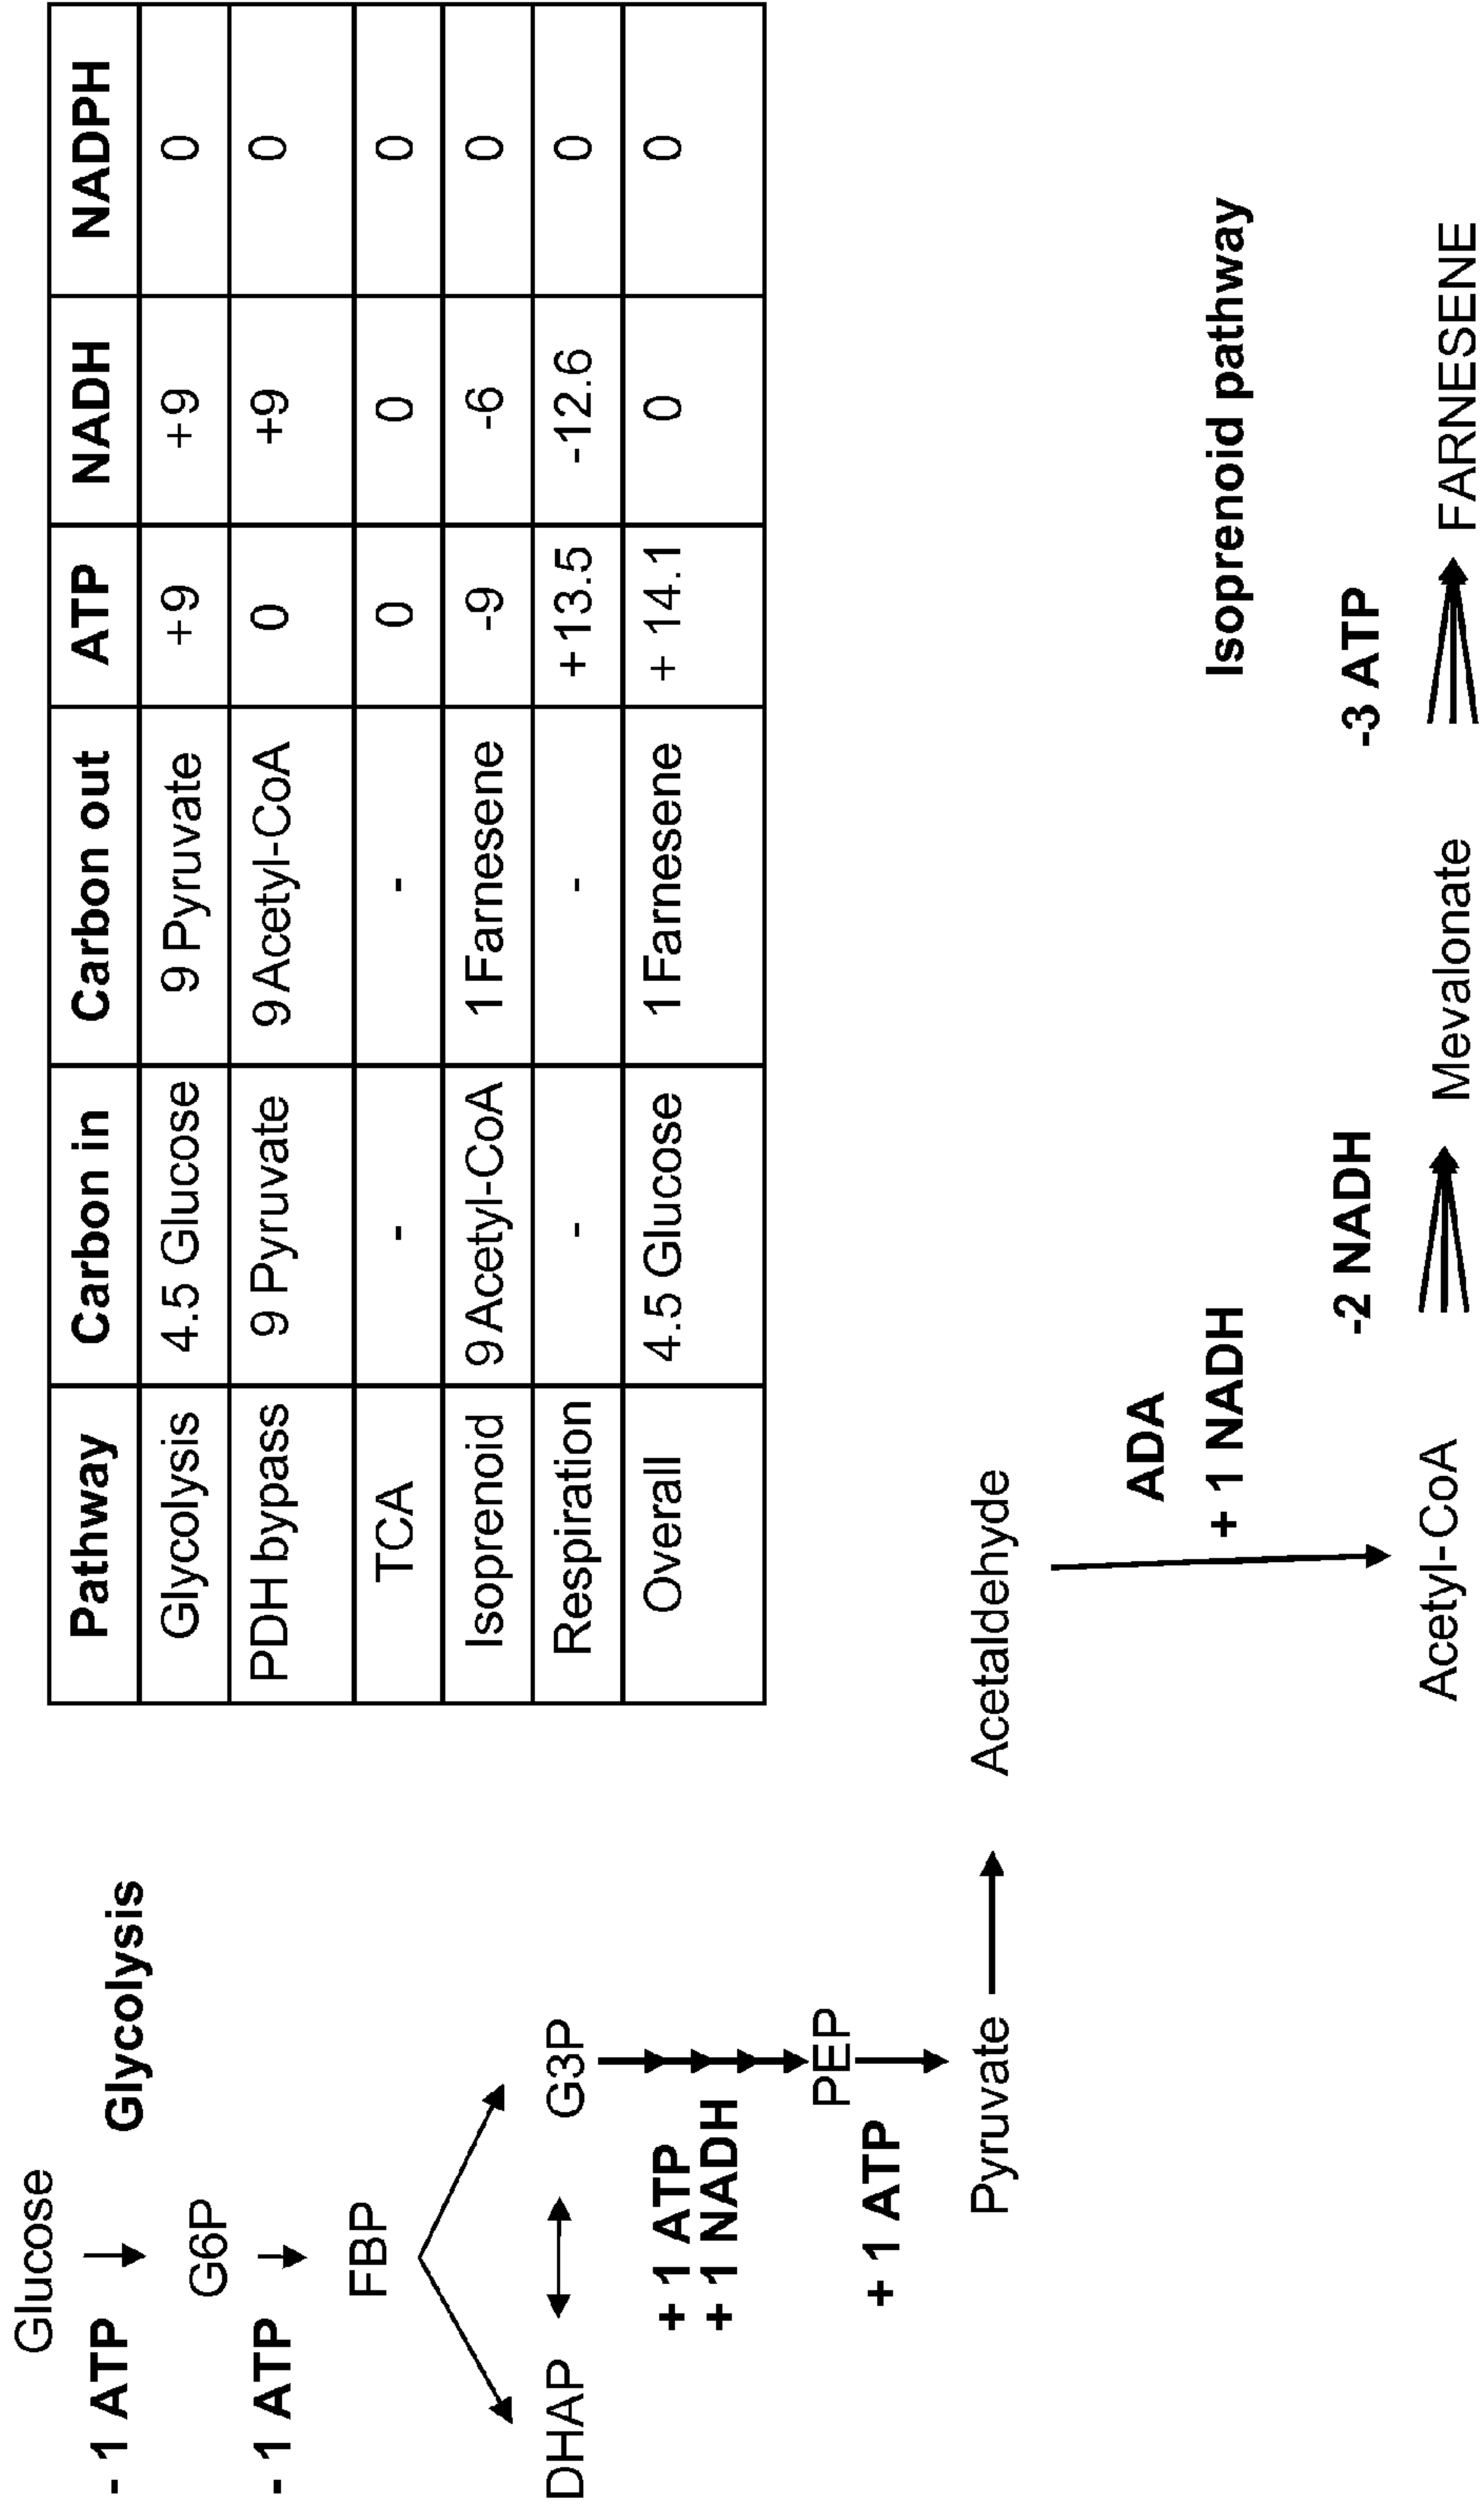 Glucose
Glycolysis
- 1 ATP
G6P
- 1 ATP
FBP
DHAP
G3P
+ 1 ATP
+ 1 NADH
PEP
+ 1 ATP
Pyruvate
Acetaldehyde
ADA
+ 1 NADH
Acetyl-CoA
-2 NADH
Mevalonate
-3 ATP
FARNESENE
Isoprenoid pathway
Pathway Carbon in Carbon out ATP NADH NADPH
Glycolysis 4.5 Glucose 9 Pyruvate +9 +9 0
PDH bypass 9 Pyruvate 9 Acetyl-CoA 0 +9 0
TCA - - 0 0 0
Isoprenoid 9 Acetyl-CoA 1 Farnesene -9 -6 0
Respiration - - +13.5 -12.6 0
Overall 4.5 Glucose 1 Farnesene + 14.1 0 0